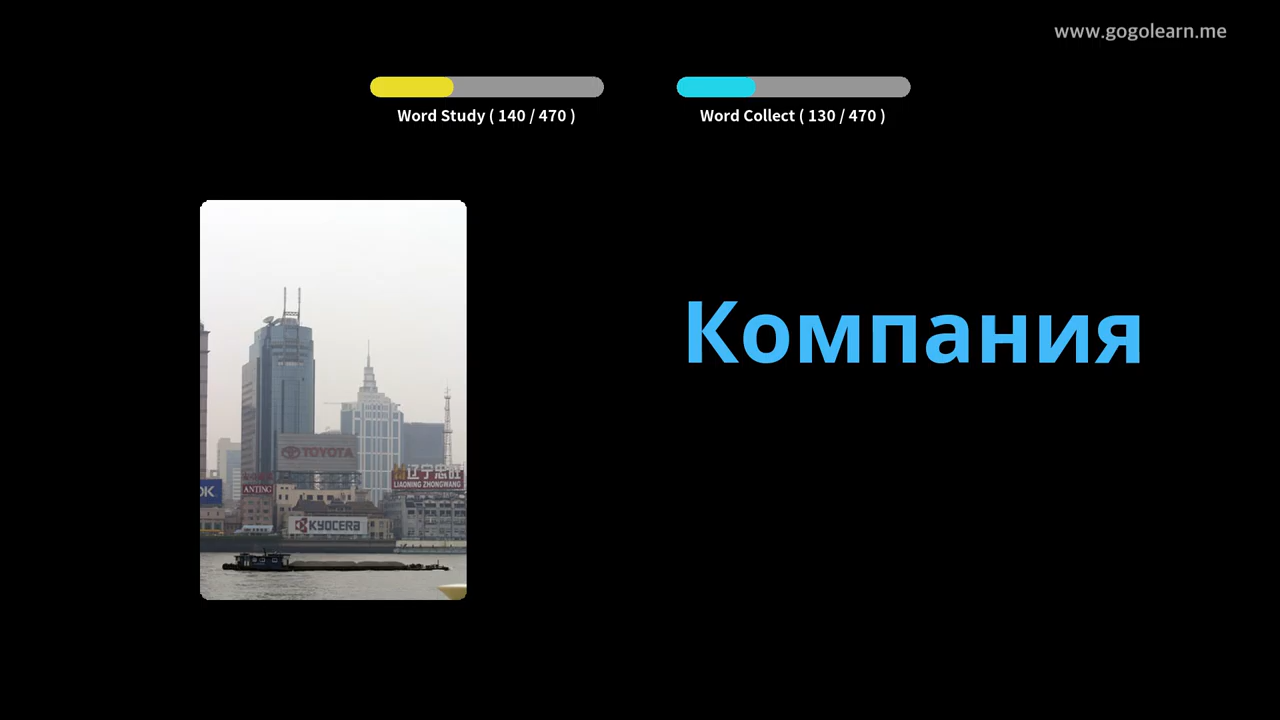 www.gogolearn.me
Word Study ( 140 / 470 )
Word Collect ( 130 / 470 )
Компания
TOYOTA
辽宁忠旺
LIAONING ZHONGWANG
OK
ANTING
KYOCERA